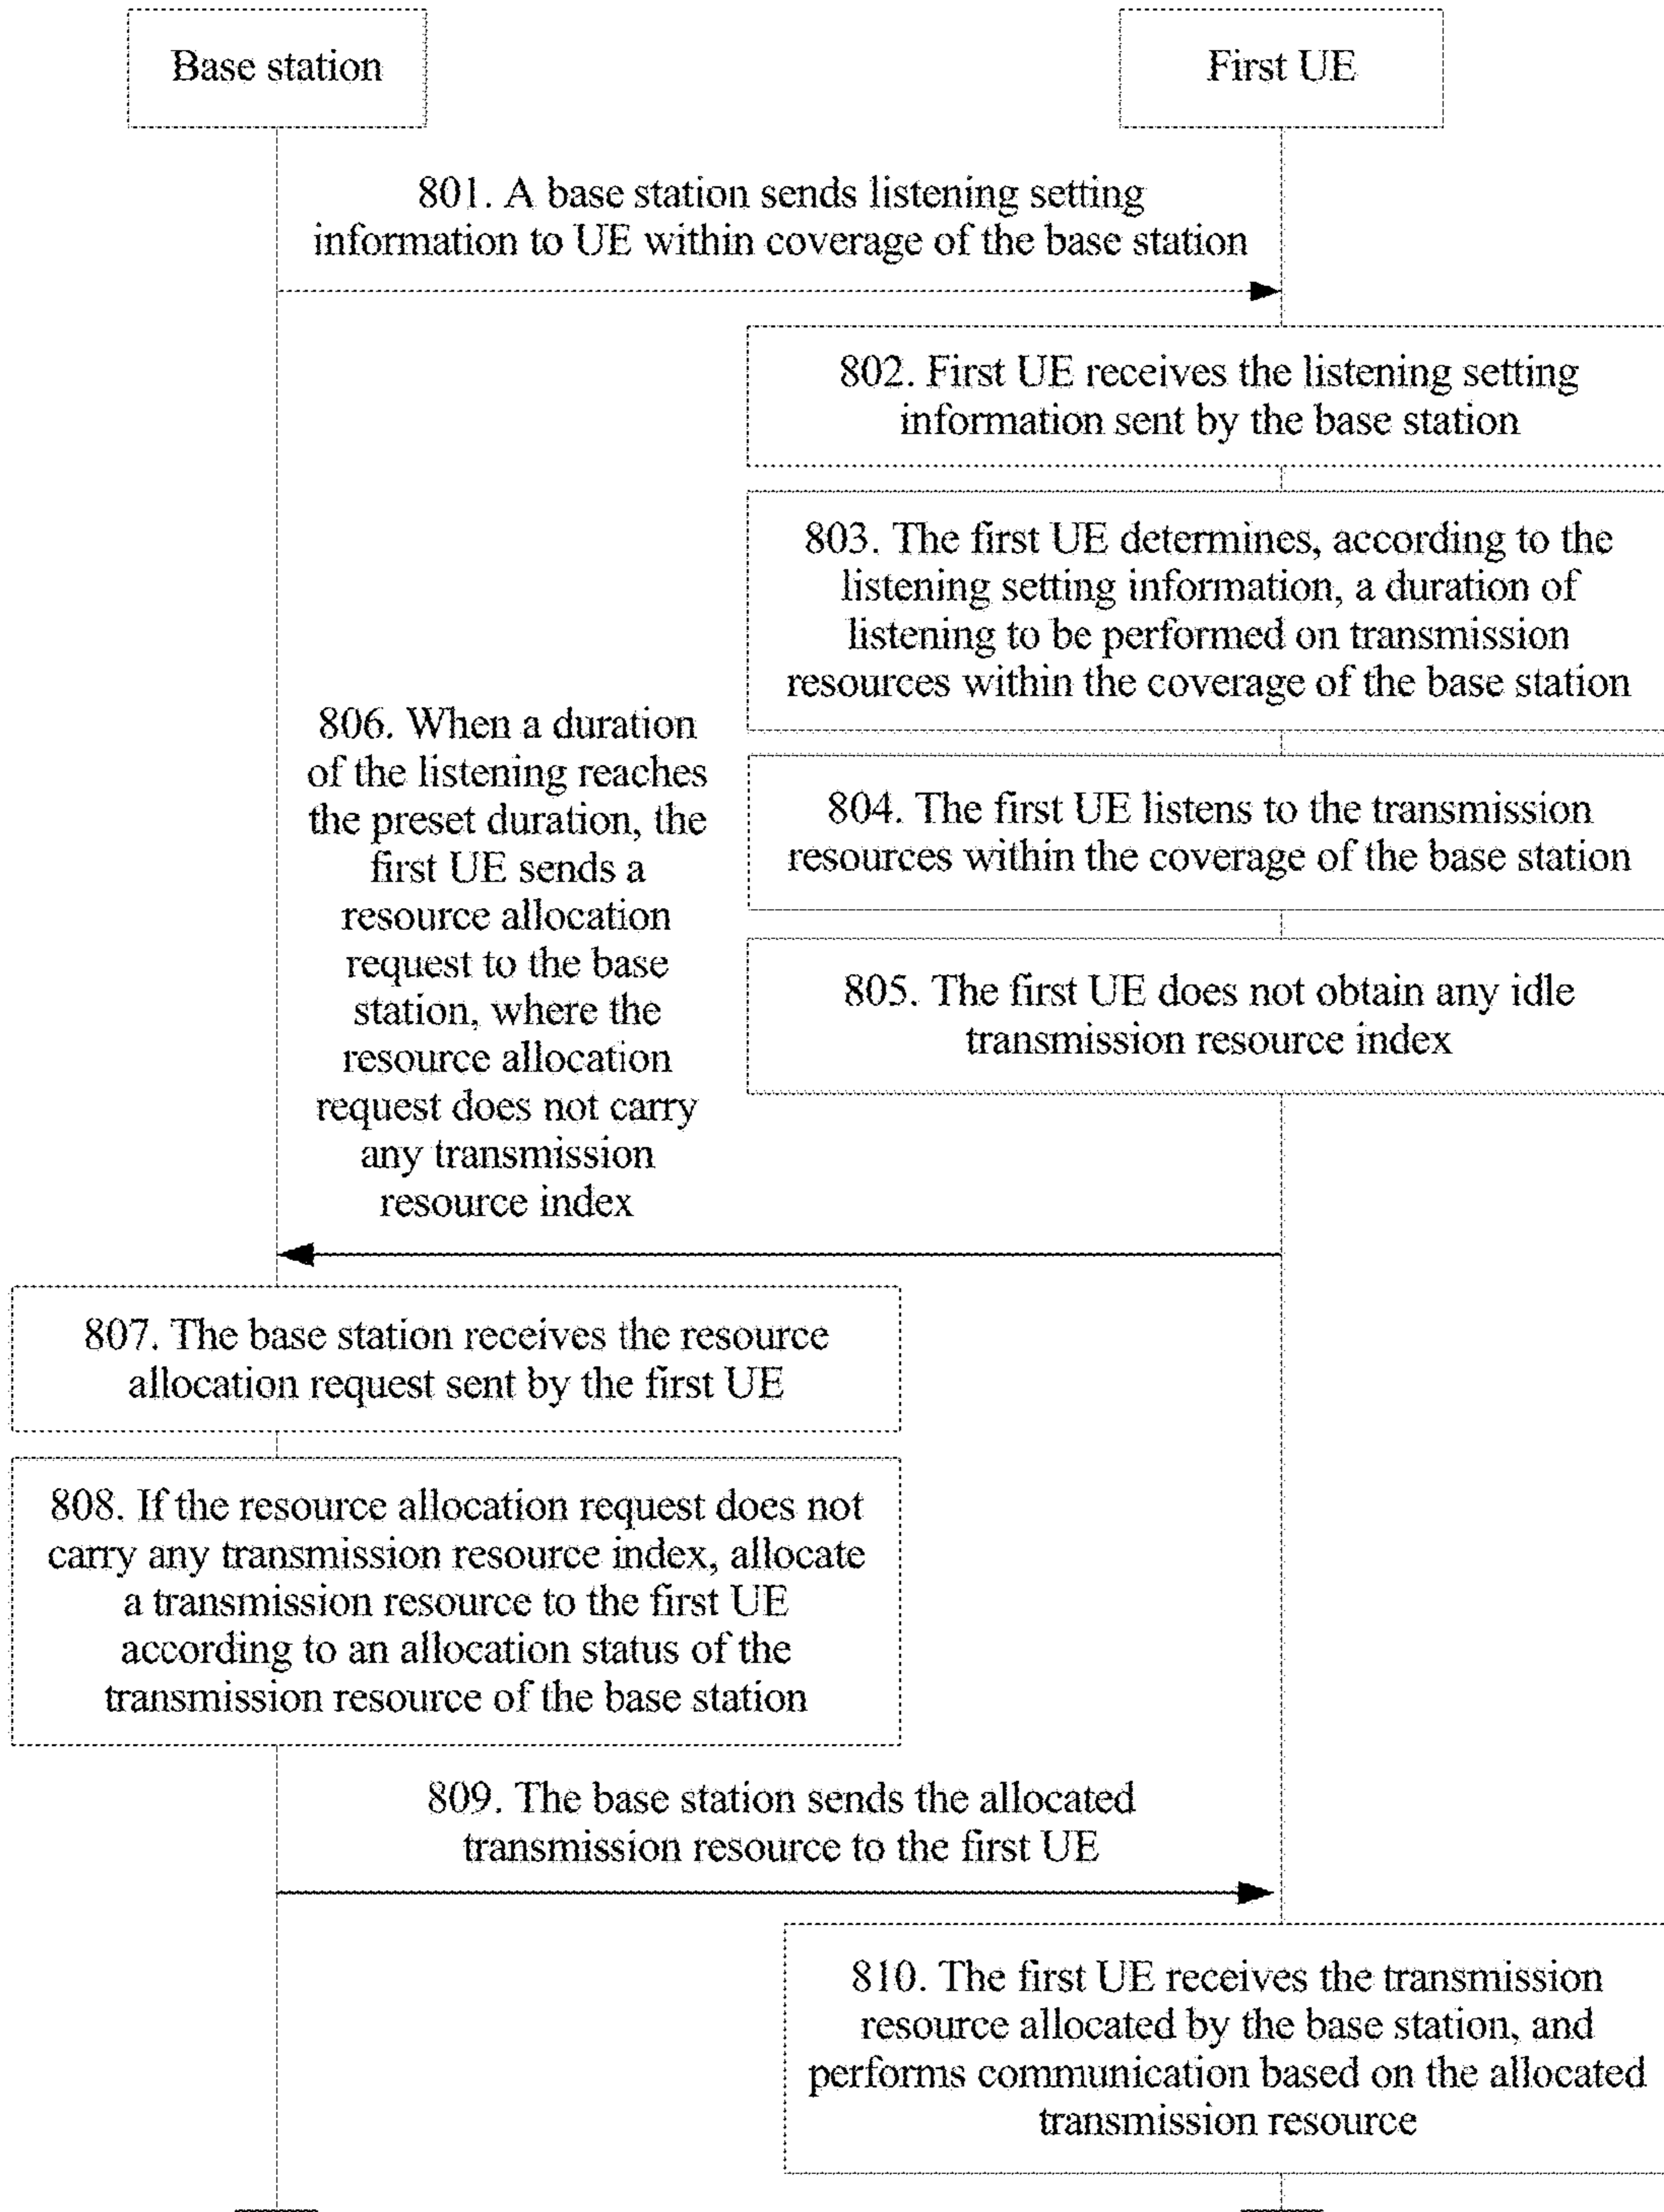 Base station
First UE
801. A base station sends listening setting
information to UE within coverage of the base station
802. First UE receives the listening setting
information sent by the base station
803. The first UE determines, according to the
listening setting information, a duration of
listening to be performed on transmission
resources within the coverage of the base station
804. The first UE listens to the transmission
resources within the coverage of the base station
805. The first UE does not obtain any idle
transmission resource index
806. When a duration
of the listening reaches
the preset duration, the
first UE sends a
resource allocation
request to the base
station, where the
resource allocation
request does not carry
any transmission
resource index
807. The base station receives the resource
allocation request sent by the first UE
808. If the resource allocation request does not
carry any transmission resource index, allocate
a transmission resource to the first UE
according to an allocation status of the
transmission resource of the base station
809. The base station sends the allocated
transmission resource to the first UE
810. The first UE receives the transmission
resource allocated by the base station, and
performs communication based on the allocated
transmission resource